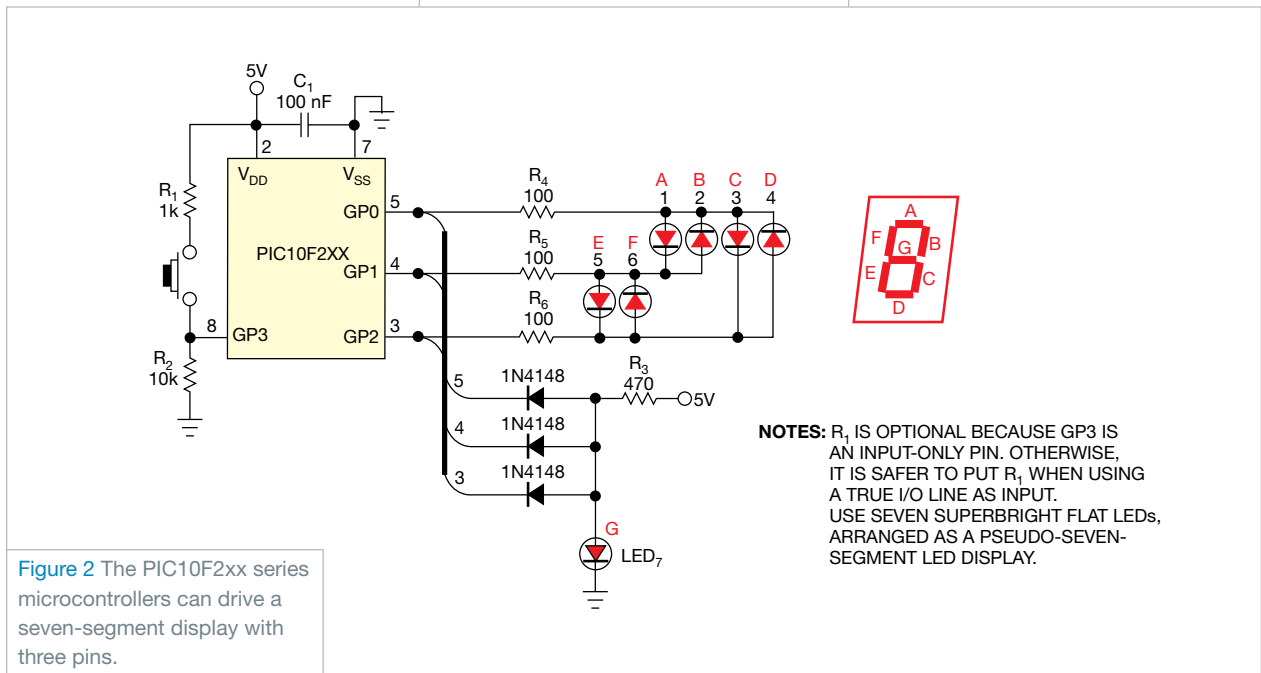 5V
C1
100 nF
2
7
VDD
VSS
R1
1k
GP0
5
PIC10F2XX
GP1
4
8
GP3
GP2
3
R2
10k
R4
100
R5
100
R6
100
A
B
C
D
1
2
3
4
E
F
5
6
A
F
B
G
E
C
D
5
1N4148
4
1N4148
3
1N4148
R3
470
5V
G
LED7
NOTES: R1 IS OPTIONAL BECAUSE GP3 IS
AN INPUT-ONLY PIN. OTHERWISE,
IT IS SAFER TO PUT R1 WHEN USING
A TRUE I/O LINE AS INPUT.
USE SEVEN SUPERBRIGHT FLAT LEDs,
ARRANGED AS A PSEUDO-SEVEN-
SEGMENT LED DISPLAY.
Figure 2 The PIC10F2xx series
microcontrollers can drive a
seven-segment display with
three pins.